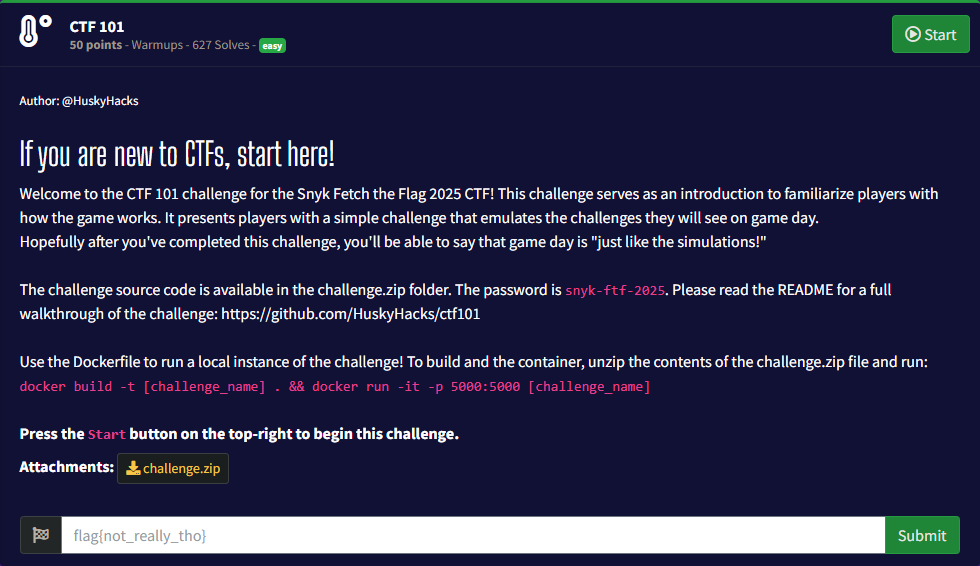 CTF 101
50 points - Warmups - 627 Solves - easy
Start
Author: @HuskyHacks
If you are new to CTFs, start here!
Welcome to the CTF 101 challenge for the Snyk Fetch the Flag 2025 CTF! This challenge serves as an introduction to familiarize players with
how the game works. It presents players with a simple challenge that emulates the challenges they will see on game day.
Hopefully after you've completed this challenge, you'll be able to say that game day is "just like the simulations!"
The challenge source code is available in the challenge.zip folder. The password is snyk-ftf-2025. Please read the README for a full
walkthrough of the challenge: https://github.com/HuskyHacks/ctf101
Use the Dockerfile to run a local instance of the challenge! To build and the container, unzip the contents of the challenge.zip file and run:
docker build -t [challenge_name] . && docker run -it -p 5000:5000 [challenge_name]
Press the Start button on the top-right to begin this challenge.
Attachments: challenge.zip
flag{not_really_tho}
Submit